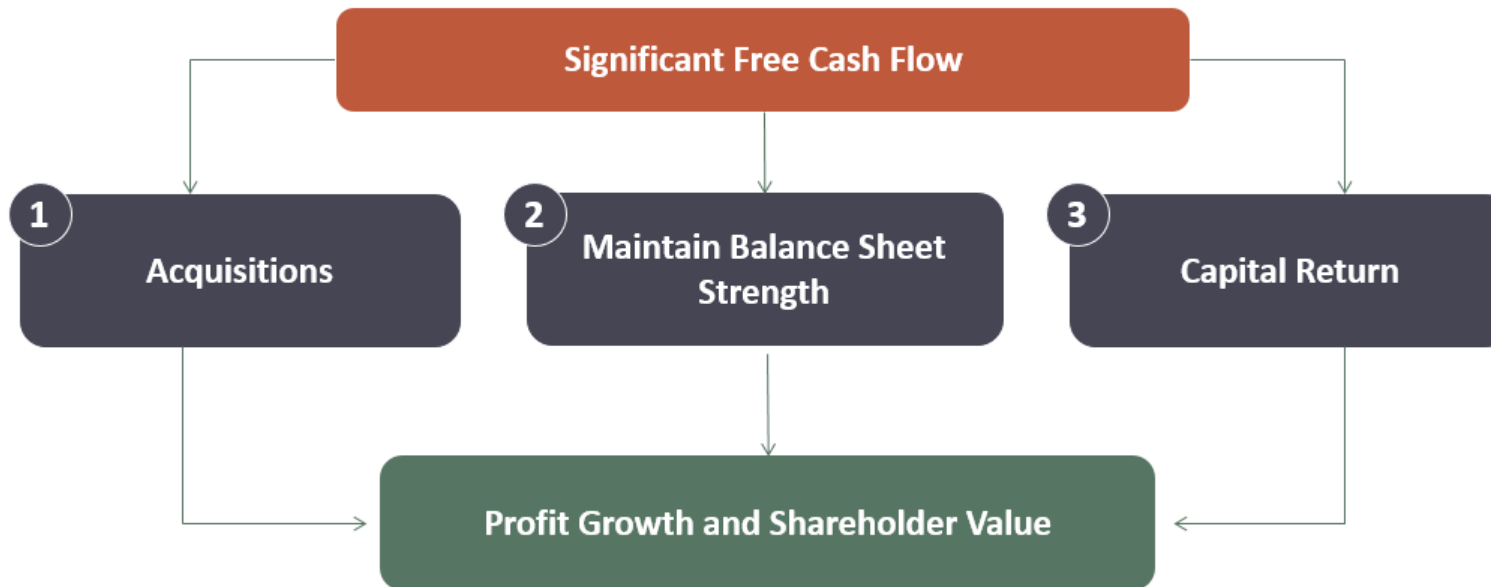 Significant Free Cash Flow
1
Acquisitions
2
Maintain Balance Sheet
Strength
3
Capital Return
Profit Growth and Shareholder Value